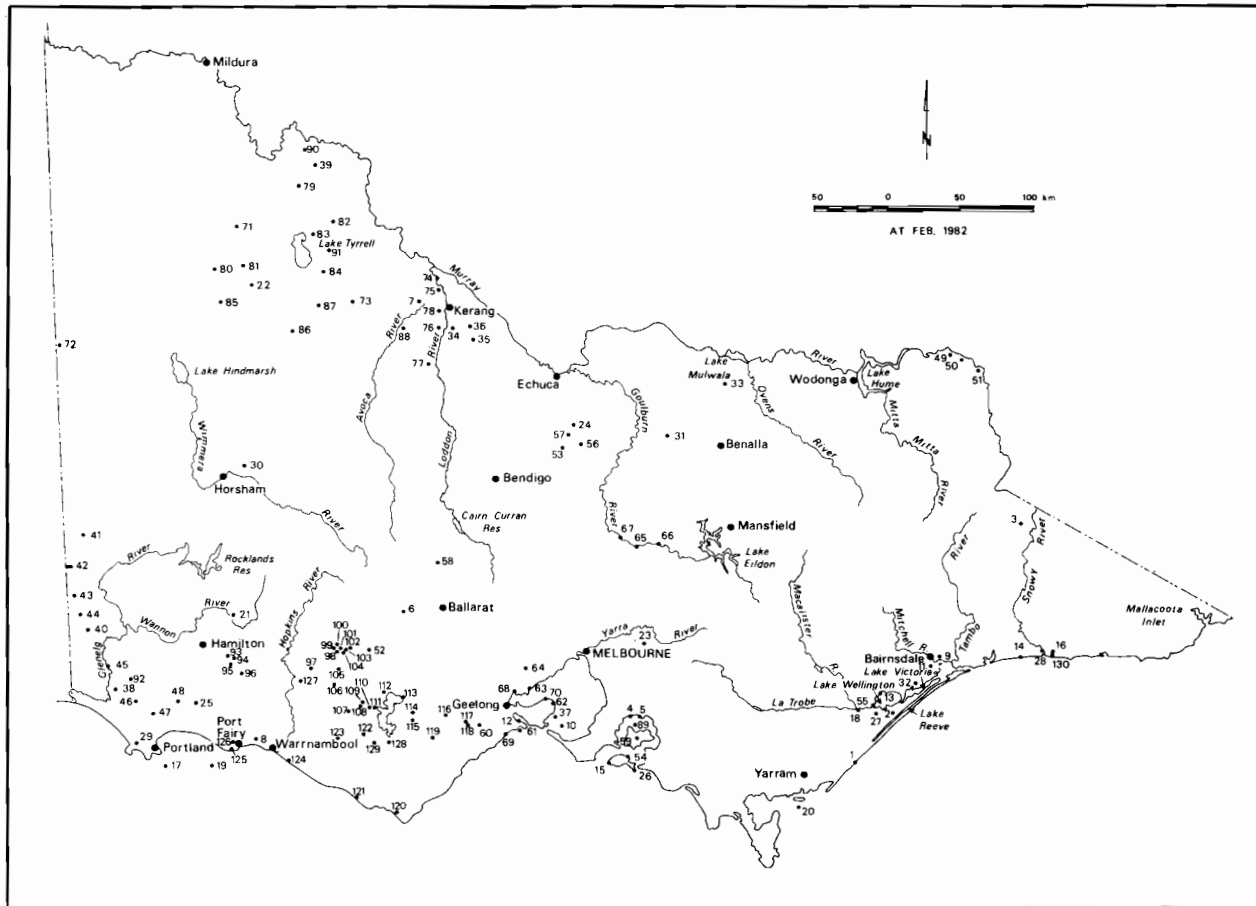 Mildura
90
39
79
N
50 0 50 100 km
AT FEB. 1982
71
82
83
Lake Tyrrell
91
80
81
84
22
85
87
73
86
74
75
7
78
Kerang
88
76
34
36
35
77
Murray
River
River
72
Lake Hindmarsh
Wimmera
Avoca
Loddon
Echuca
Goulburn
Lake
Mulwala
33
River
Wodonga
Lake
Hume
49
50
51
Ovens
River
Mitta
Mitta
River
24
57
56
53
31
Benalla
30
Horsham
River
Bendigo
Cairn Curran
Res
River
67
65
66
Mansfield
Lake
Eildon
3
River
Snowy
River
41
42
43
44
40
River
Rocklands
Res
River
Wannon
21
Hopkins
River
58
6
Ballarat
Macalister
River
Mitchell
R
Tambo
Mallacoota
Inlet
Hamilton
93
94
95
96
Glenelg
45
92
38
46
48
25
47
100
101
99
102
98
103
52
104
97
127
105
106
110
109
112
113
107
108
111
114
115
116
117
118
60
119
122
123
129
128
124
121
120
Yarra
River
23
MELBOURNE
64
63
68
70
62
Geelong
37
10
12
61
69
4
5
89
59
54
15
26
Bairnsdale
9
Lake Victoria
32
Lake Wellington
La Trobe
55
13
18
27
2
Lake
Reeve
14
28
16
130
1
Yarram
20
Port
Fairy
126
8
Warrnambool
125
29
Portland
17
19